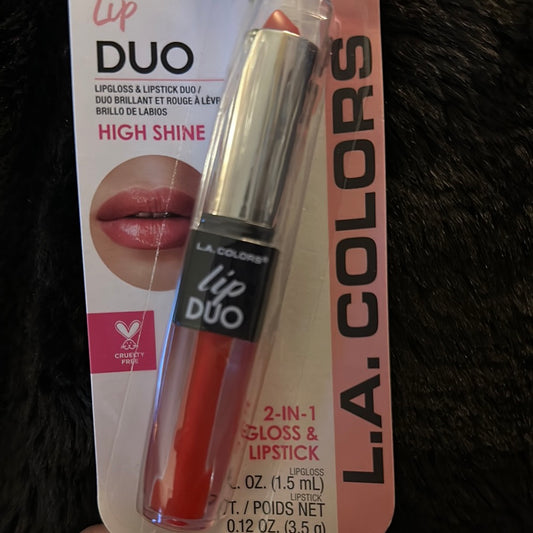 Lip
DUO
LIPGLOSS & LIPSTICK DUO /
DUO BRILLANT ET ROUGE À LÈVR
BRILLO DE LABIOS
HIGH SHINE
CRUELTY
FREE
L.A. COLORS®
lip
DUO
L.A. COLORS
2-IN-1
GLOSS &
LIPSTICK
LIPGLOSS
OZ. (1.5 mL)
LIPSTICK
/ POIDS NET
0.12 OZ. (3.5 g)